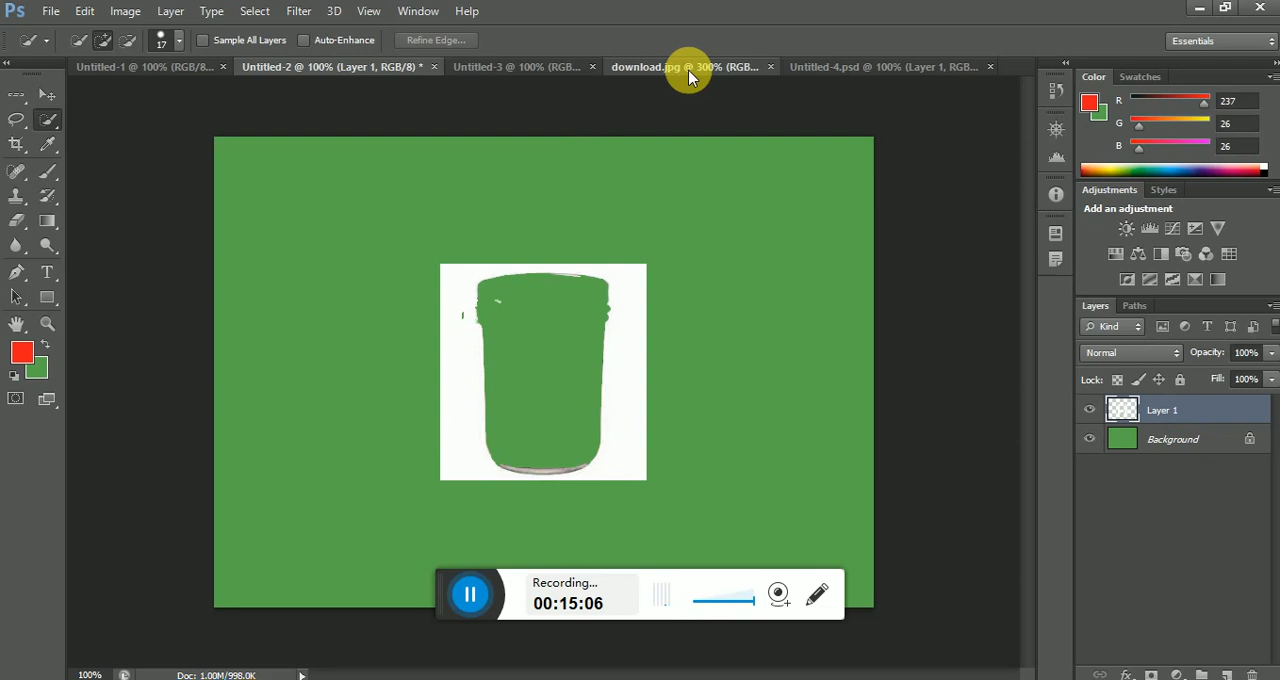 Ps File Edit Image Layer Type Select Filter 3D View Window Help
17 Sample All Layers Auto-Enhance Refine Edge... Essentials
Untitled-1 @ 100% (RGB/8... × Untitled-2 @ 100% (Layer 1, RGB/8) * × Untitled-3 @ 100% (RGB... × download.jpg @ 300% (RGB... × Untitled-4.psd @ 100% (Layer 1, RGB... ×
Color Swatches
R 237
G 26
B 26
Adjustments Styles
Add an adjustment
Layers Paths
Kind
Normal Opacity: 100%
Lock: Fill: 100%
Layer 1
Background
Recording...
00:15:06
100% Doc: 1.00M/998.0K